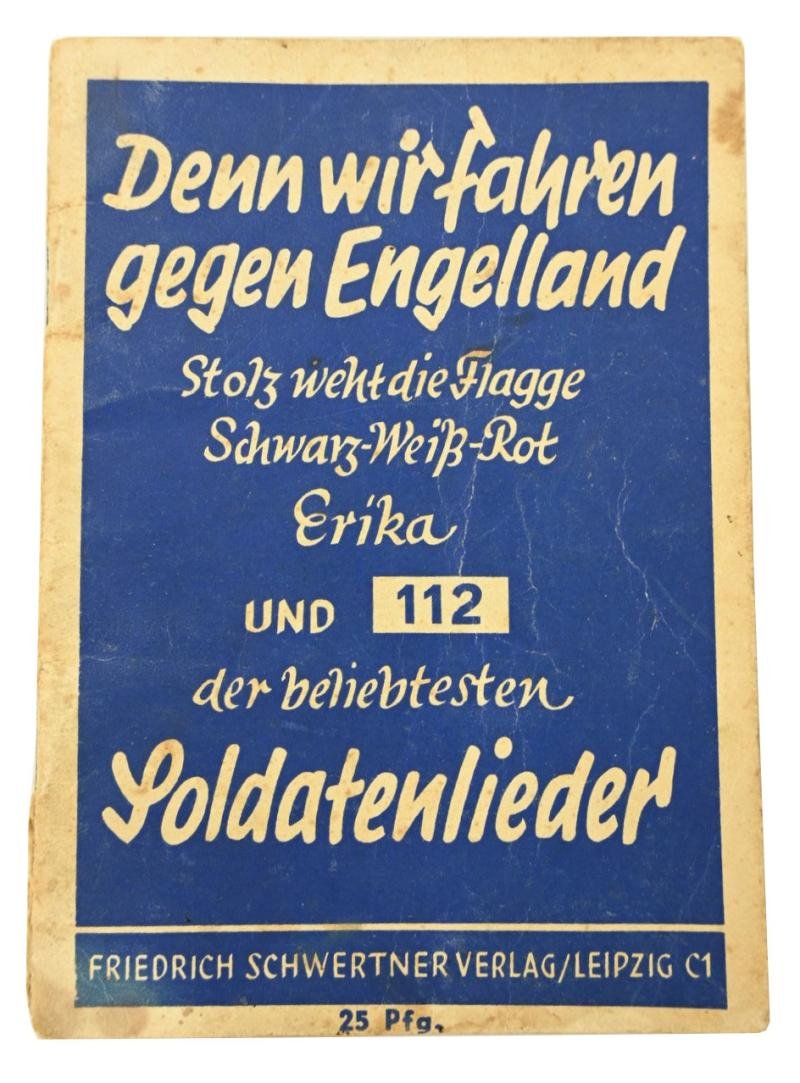 Denn wir fahren
gegen Engelland
Stolz weht die Flagge
Schwarz-Weiß-Rot
Erika
UND 112
der beliebtesten
Soldatenlieder
FRIEDRICH SCHWERTNER VERLAG/LEIPZIG C1
25 Pfg.